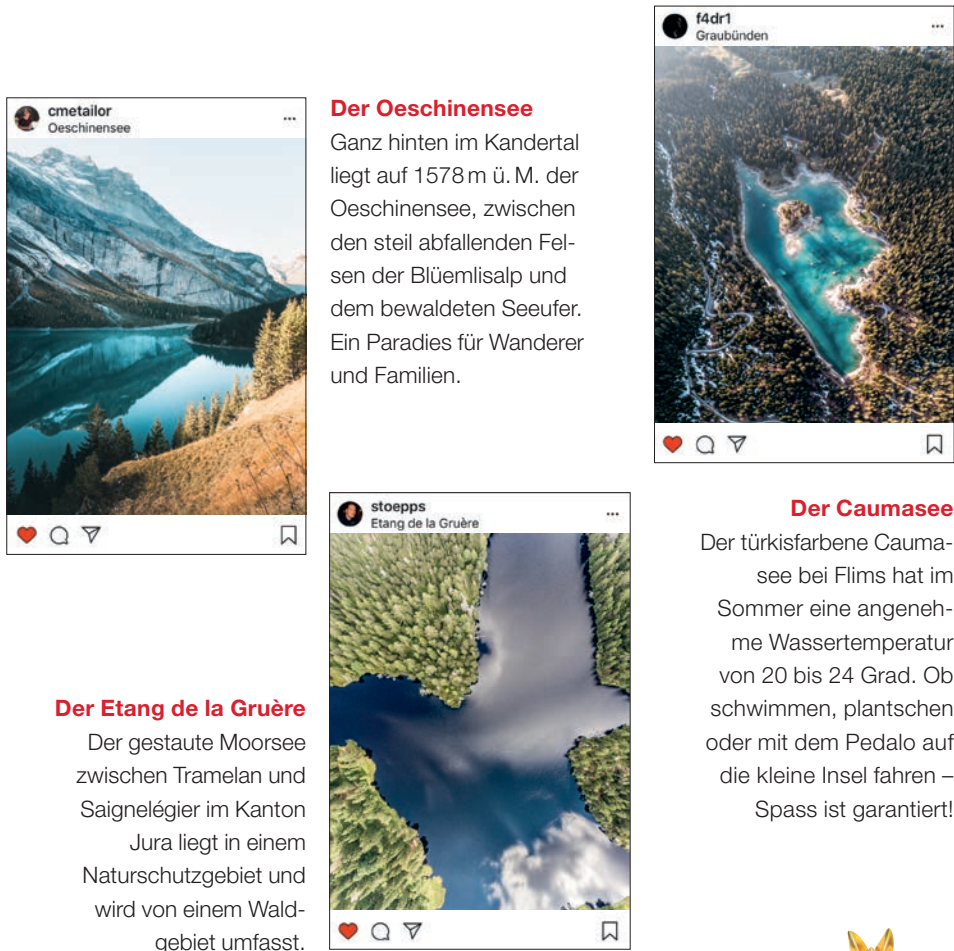 cmetailor
Oeschinensee
Der Oeschinensee
Ganz hinten im Kandertal
liegt auf 1578 m ü. M. der
Oeschinensee, zwischen
den steil abfallenden Fel-
sen der Blüemlisalp und
dem bewaldeten Seeufer.
Ein Paradies für Wanderer
und Familien.
f4dr1
Graubünden
Der Caumasee
Der türkisfarbene Cauma-
see bei Flims hat im
Sommer eine angeneh-
me Wassertemperatur
von 20 bis 24 Grad. Ob
schwimmen, plantschen
oder mit dem Pedalo auf
die kleine Insel fahren –
Spass ist garantiert!
stoepps
Etang de la Gruère
Der Etang de la Gruère
Der gestaute Moorsee
zwischen Tramelan und
Saignelégier im Kanton
Jura liegt in einem
Naturschutzgebiet und
wird von einem Wald-
gebiet umfasst.